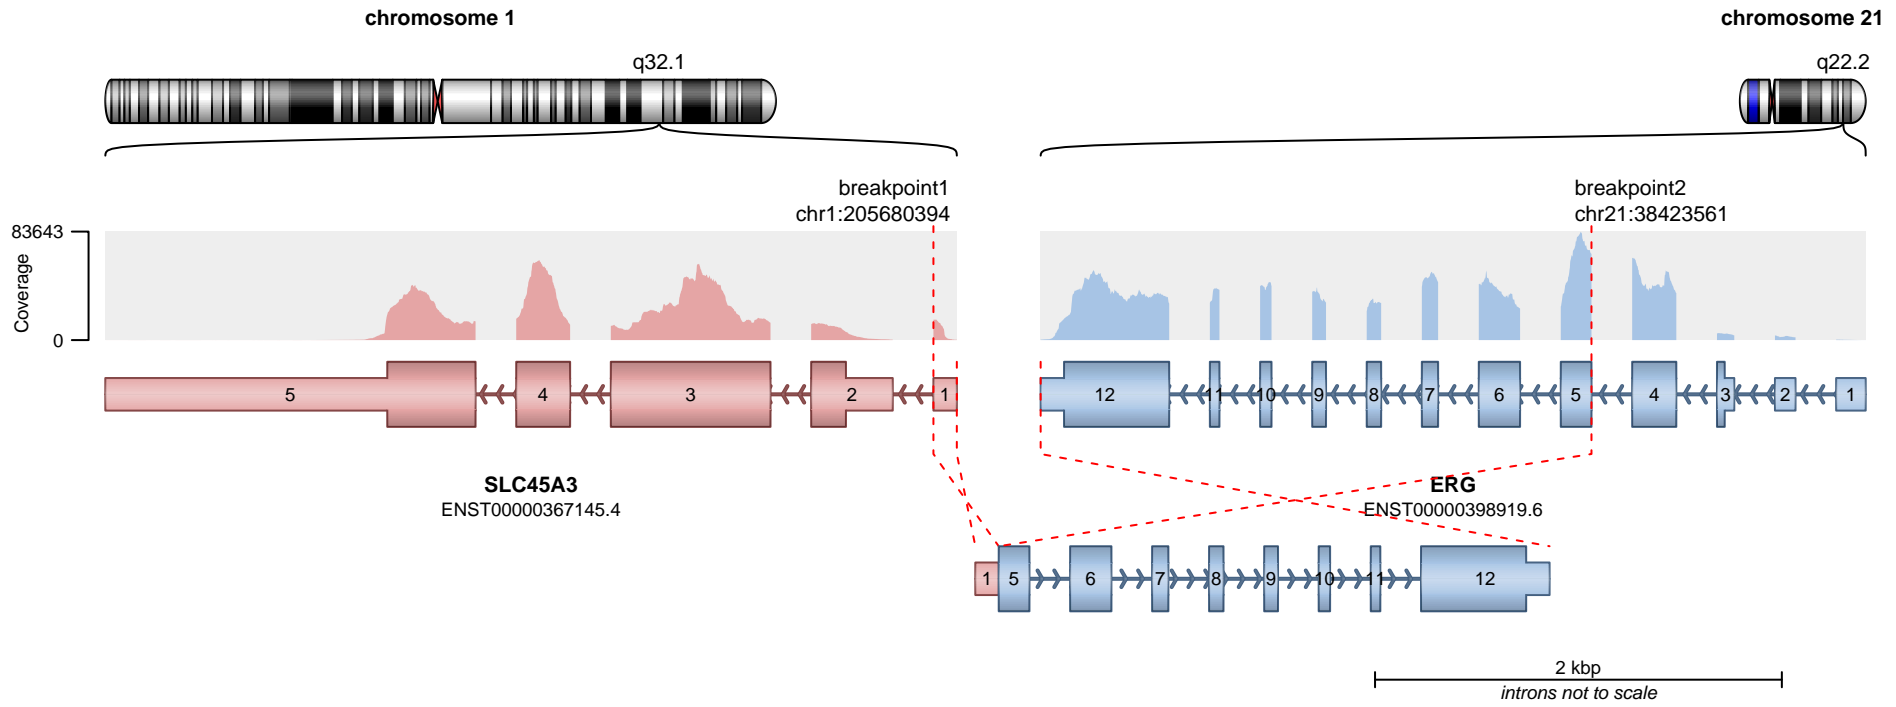 chromosome 1
chromosome 21
q32.1
q22.2
breakpoint1
chr1:205680394
breakpoint2
chr21:38423561
83643
Coverage
0
5 4 3 2 1
12 11 10 9 8 7 6 5 4 3 2 1
SLC45A3
ENST00000367145.4
ERG
ENST00000398919.6
1 5 6 7 8 9 10 11 12
2 kbp
introns not to scale